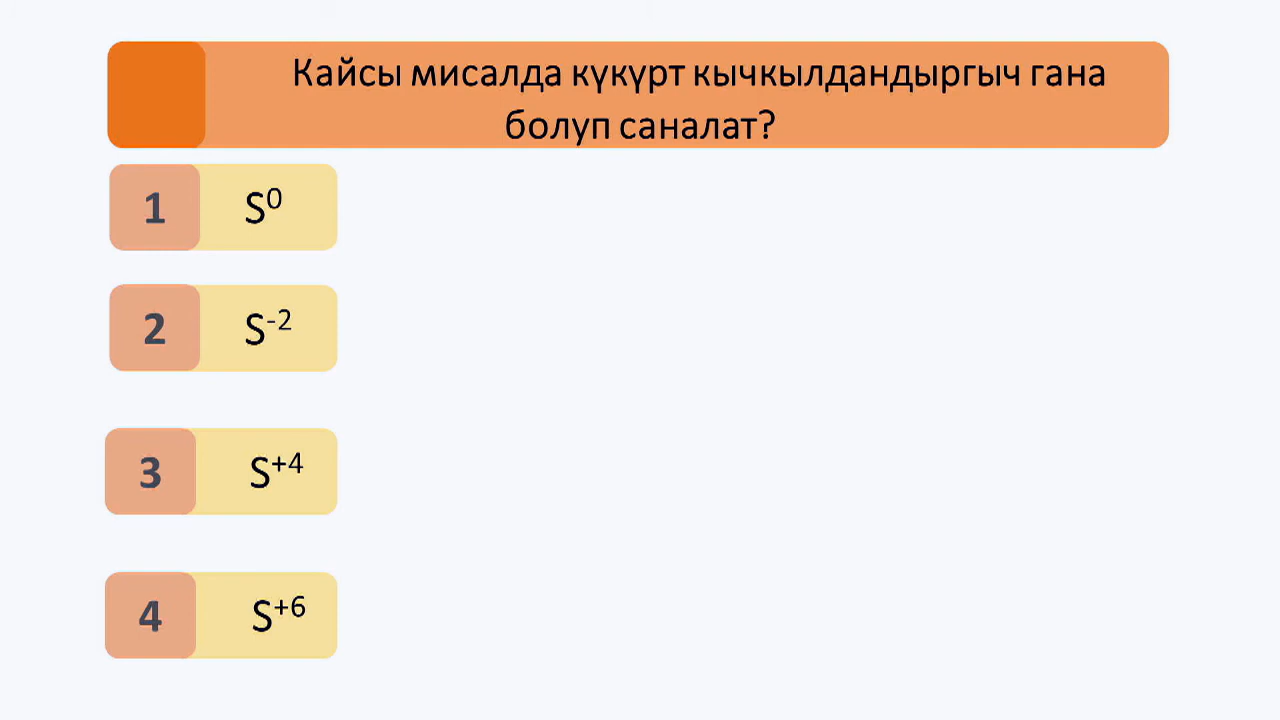 Кайсы мисалда күкүрт кычкылдандыргыч гана
болуп саналат?
1 S⁰
2 S⁻²
3 S⁺⁴
4 S⁺⁶